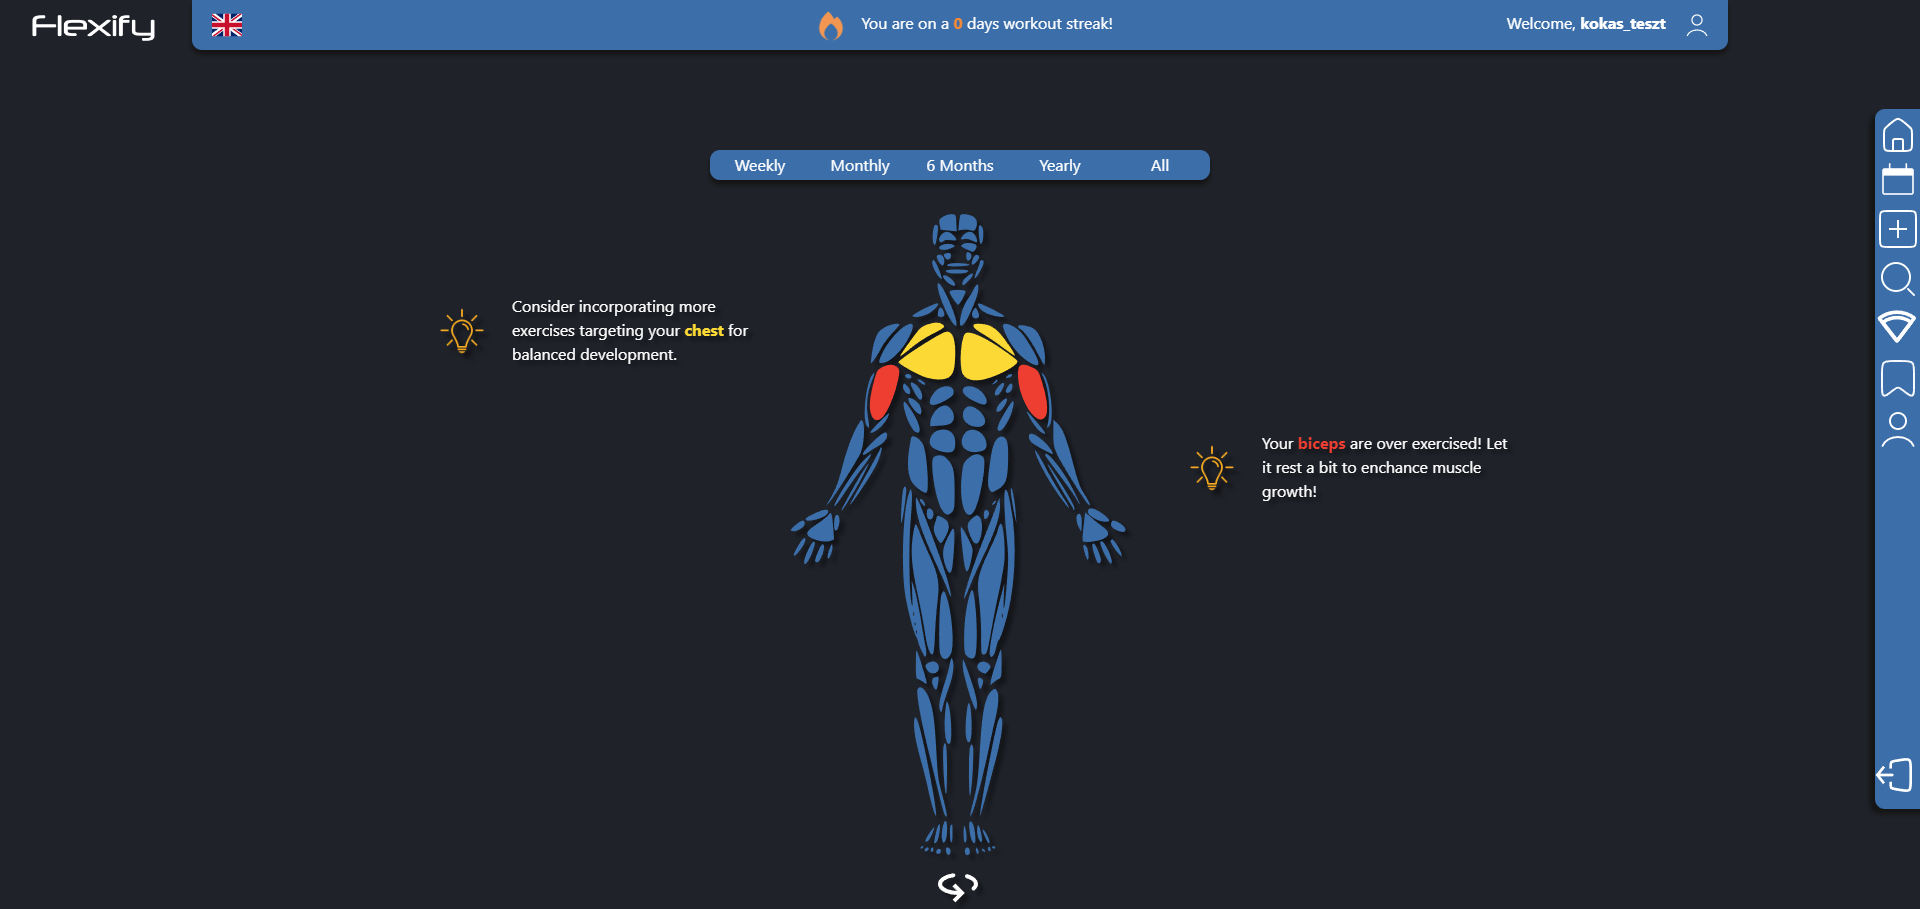 Flexify
You are on a 0 days workout streak!
Welcome, kokas_teszt
Weekly Monthly 6 Months Yearly All
Consider incorporating more
exercises targeting your chest for
balanced development.
Your biceps are over exercised! Let
it rest a bit to enchance muscle
growth!